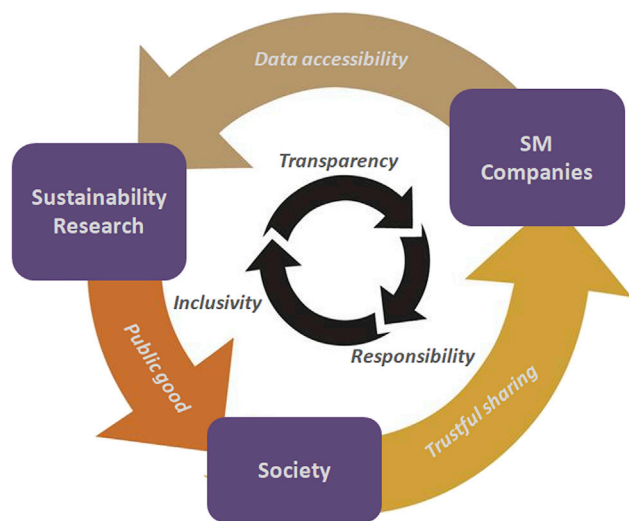 Data accessibility
SM
Companies
Transparency
Sustainability
Research
Inclusivity
Responsibility
Public good
Trustful sharing
Society